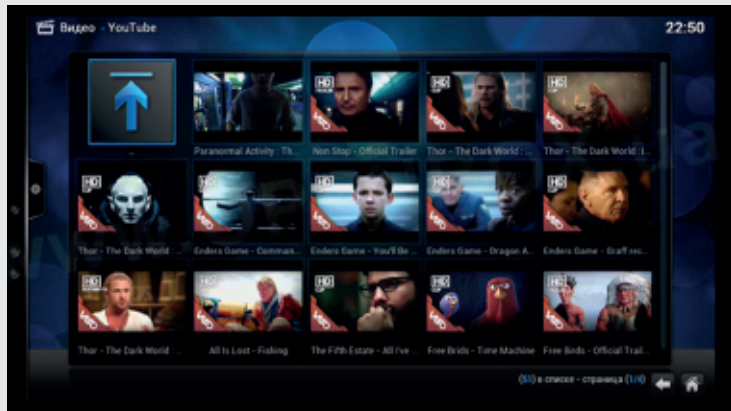 Видео - YouTube
22:50
Paranormal Activity : Th...
Non Stop - Official Trailer
Thor - The Dark World : ...
Thor - The Dark World : I...
Thor - The Dark World : ...
Enders Game - Comman...
Enders Game - You'll Be ...
Enders Game - Dragon A...
Enders Game - Graff res...
Thor - The Dark World : ...
All Is Lost - Fishing
The Fifth Estate - All I've ...
Free Brids - Time Machine
Free Birds - Official Trail...
(51) в списке - страница (1/4)